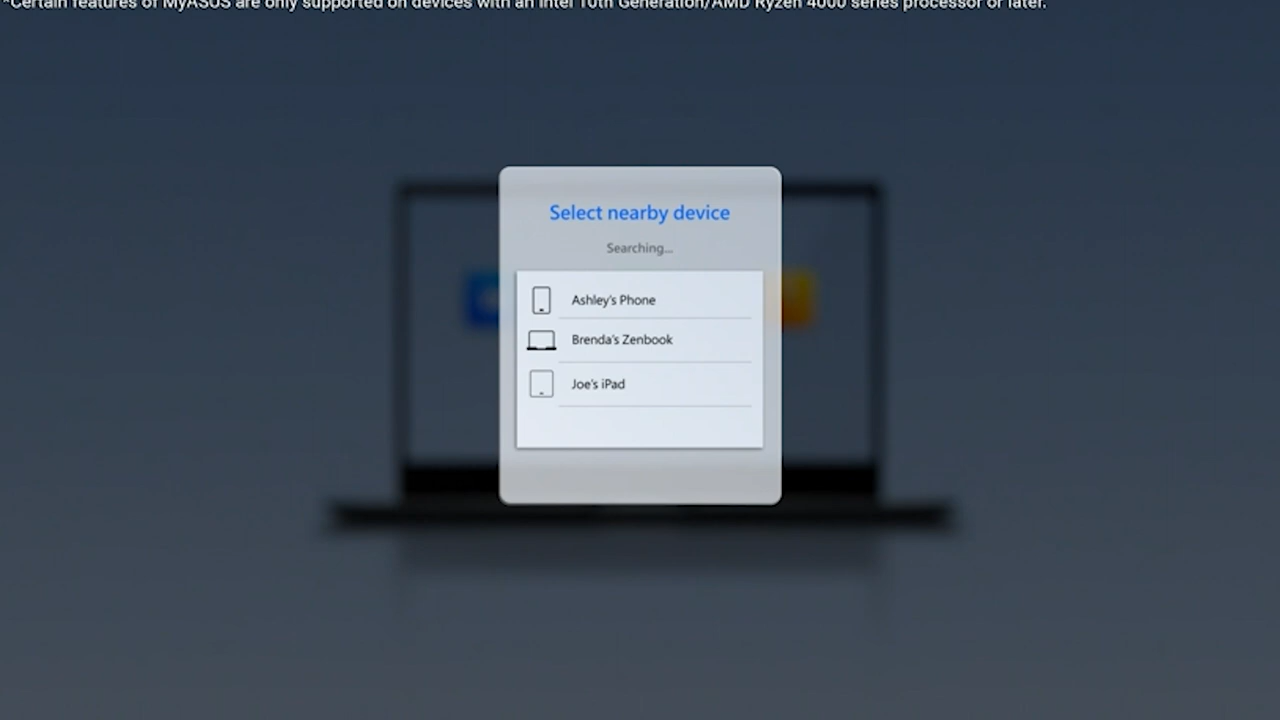 *Certain features of MyASUS are only supported on devices with an Intel 10th Generation/AMD Ryzen 4000 series processor or later.
Select nearby device
Searching...
Ashley's Phone
Brenda's Zenbook
Joe's iPad